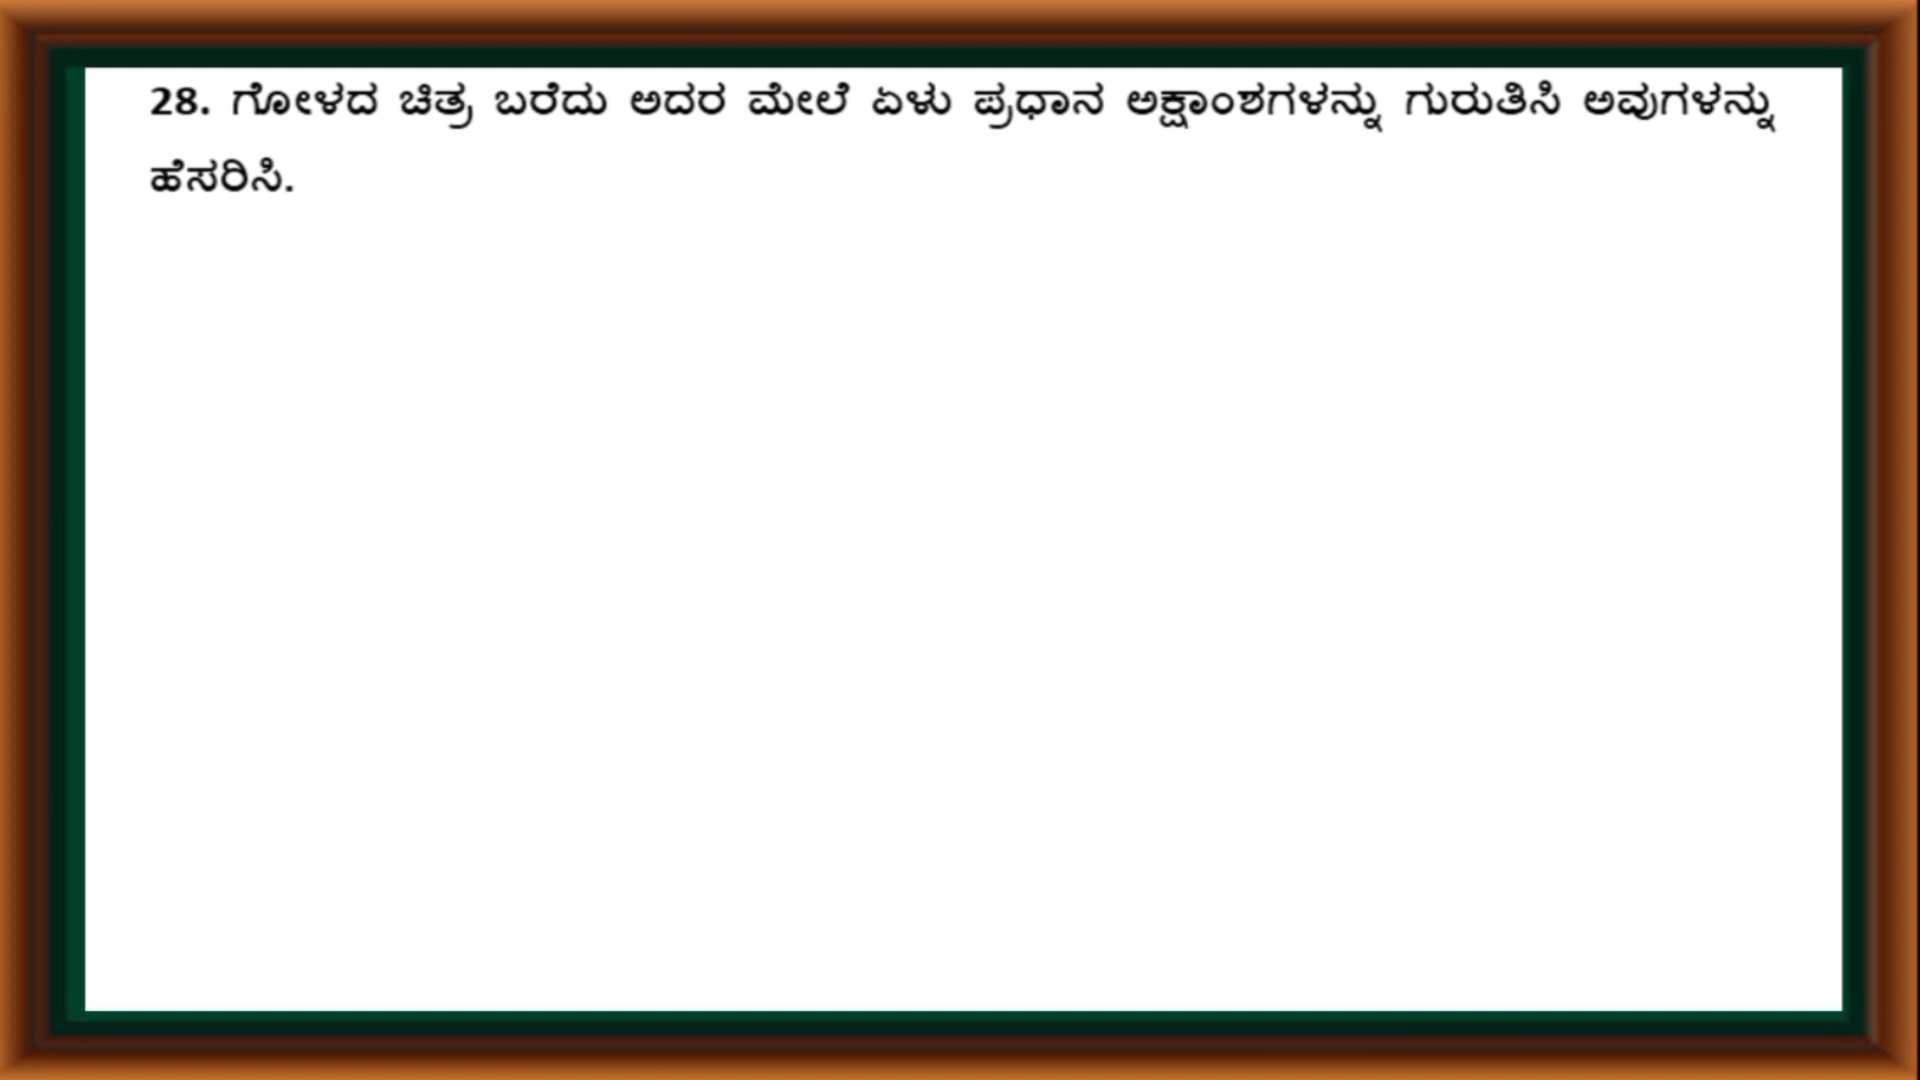 28. ಗೋಳದ ಚಿತ್ರ ಬರೆದು ಅದರ ಮೇಲೆ ಏಳು ಪ್ರಧಾನ ಅಕ್ಷಾಂಶಗಳನ್ನು ಗುರುತಿಸಿ ಅವುಗಳನ್ನು
ಹೆಸರಿಸಿ.